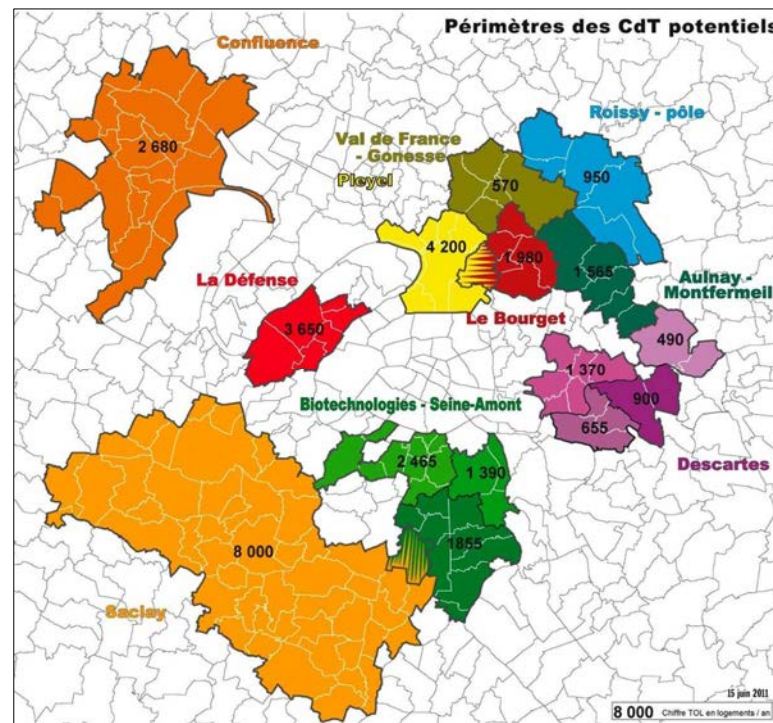 Périmètres des CdT potentiels
Confluence
2 680
Roissy - pôle
950
Val de France
- Gonesse
570
Pleyel
4 200
1 980
1 565
Aulnay -
Montfermeil
La Défense
3 650
Le Bourget
490
1 370
900
655
Biotechnologies - Seine-Amont
2 465
1 390
Descartes
1855
8 000
Saclay
15 juin 2011
8 000 Chiffre TOL en logements / an